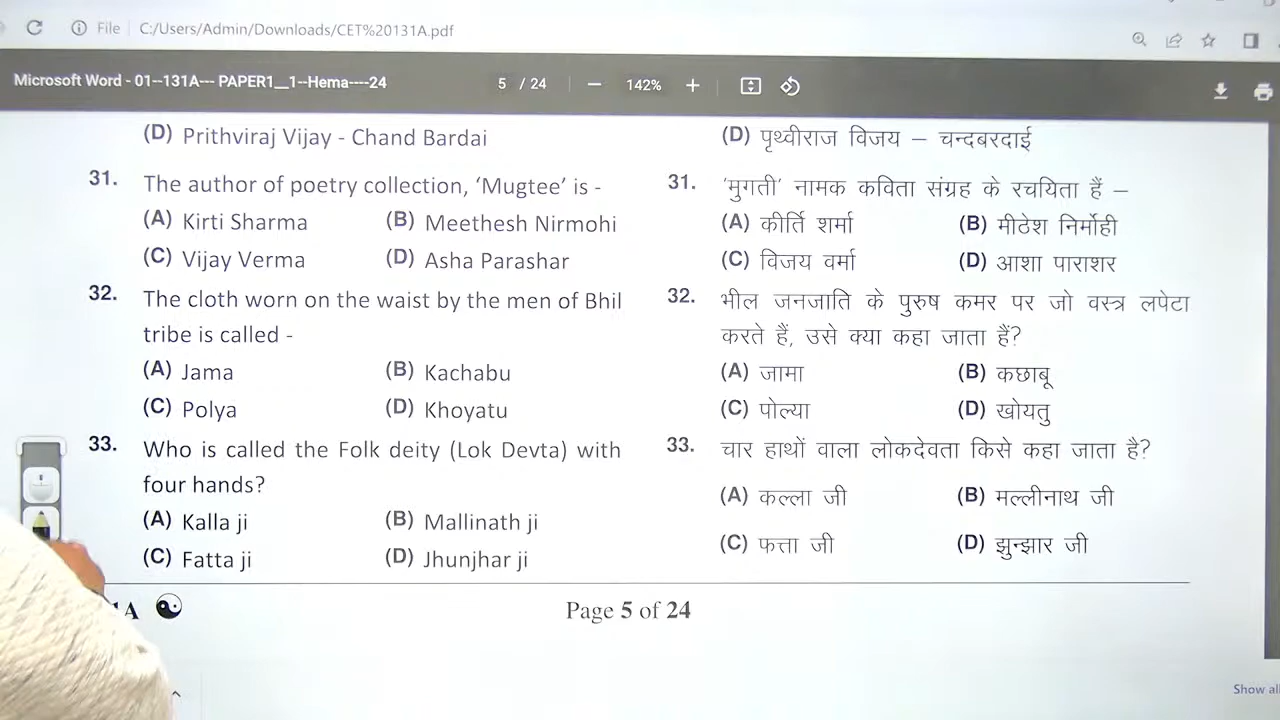 File C:/Users/Admin/Downloads/CET%20131A.pdf
Microsoft Word - 01--131A--- PAPER1__1--Hema----24
5 / 24
142%
(D) Prithviraj Vijay - Chand Bardai
31. The author of poetry collection, ‘Mugtee’ is -
(A) Kirti Sharma (B) Meethesh Nirmohi
(C) Vijay Verma (D) Asha Parashar
32. The cloth worn on the waist by the men of Bhil
tribe is called -
(A) Jama (B) Kachabu
(C) Polya (D) Khoyatu
33. Who is called the Folk deity (Lok Devta) with
four hands?
(A) Kalla ji (B) Mallinath ji
(C) Fatta ji (D) Jhunjhar ji
(D) पृथ्वीराज विजय – चन्दबरदाई
31. ‘मुगती’ नामक कविता संग्रह के रचयिता हैं –
(A) कीर्ति शर्मा (B) मीठेश निर्मोही
(C) विजय वर्मा (D) आशा पाराशर
32. भील जनजाति के पुरुष कमर पर जो वस्त्र लपेटा
करते हैं, उसे क्या कहा जाता हैं?
(A) जामा (B) कछाबू
(C) पोत्या (D) खोयतु
33. चार हाथों वाला लोकदेवता किसे कहा जाता है?
(A) कल्ला जी (B) मल्लीनाथ जी
(C) फत्ता जी (D) झुन्झार जी
1A
Page 5 of 24
Show all